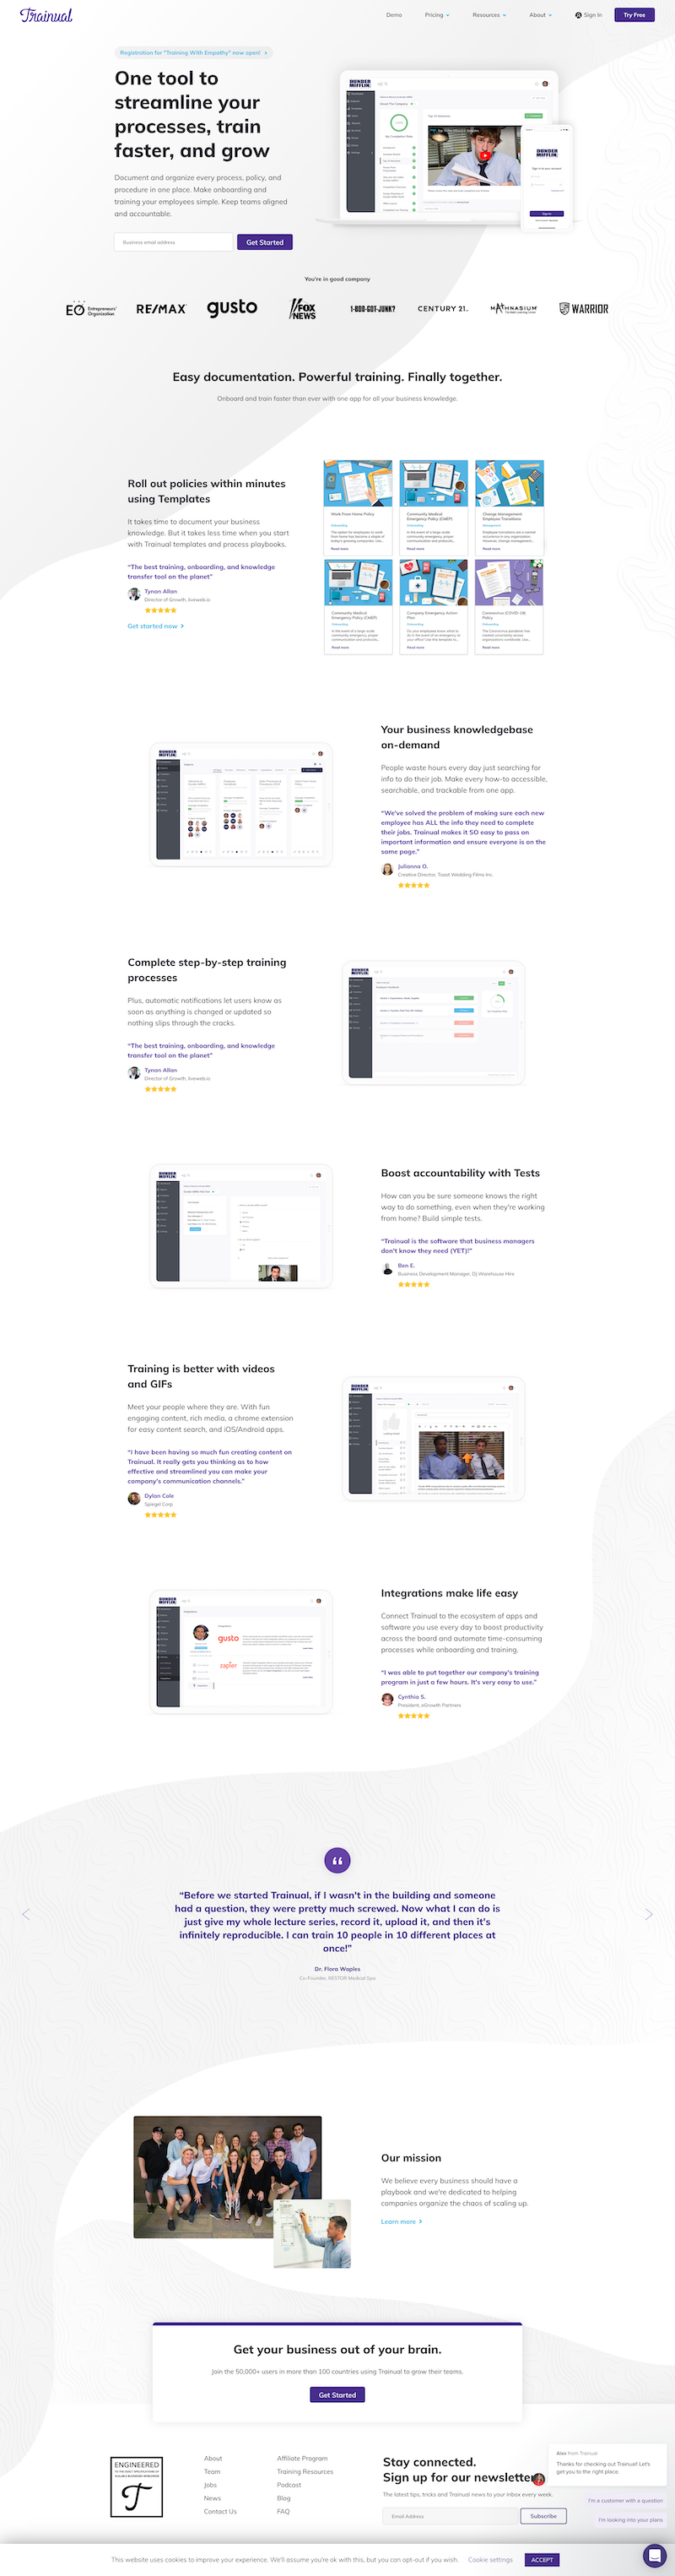 Trainual
Demo
Pricing
Resources
About
Sign In
Try Free
Registration for "Training With Empathy" now open!
One tool to
streamline your
processes, train
faster, and grow
Document and organize every process, policy, and
procedure in one place. Make onboarding and
training your employees simple. Keep teams aligned
and accountable.
Business email address
Get Started
You're in good company
EO Entrepreneurs' Organization
RE/MAX
gusto
FOX NEWS
1-800-GOT-JUNK?
CENTURY 21.
MATHNASIUM
WARRIOR
Easy documentation. Powerful training. Finally together.
Onboard and train faster than ever with one app for all your business knowledge.
Roll out policies within minutes
using Templates
It takes time to document your business
knowledge. But it takes less time when you start
with Trainual templates and process playbooks.
"The best training, onboarding, and knowledge
transfer tool on the planet"
Tynan Allan
Director of Growth, liveweb.io
Get started now
Work From Home Policy
Community Medical
Emergency Policy (CMEP)
Change Management:
Employee Transitions
Read more
Read more
Read more
Community Medical
Emergency Policy (CMEP)
Company Emergency Action
Plan
Coronavirus (COVID-19)
Policy
Read more
Read more
Read more
Your business knowledgebase
on-demand
People waste hours every day just searching for
info to do their job. Make every how-to accessible,
searchable, and trackable from one app.
"We've solved the problem of making sure each new
employee has ALL the info they need to complete
their jobs. Trainual makes it SO easy to pass on
important information and ensure everyone is on the
same page."
Julianna O.
Creative Director, Toast Wedding Films Inc.
Complete step-by-step training
processes
Plus, automatic notifications let users know as
soon as anything is changed or updated so
nothing slips through the cracks.
"The best training, onboarding, and knowledge
transfer tool on the planet"
Tynan Allan
Director of Growth, liveweb.io
Boost accountability with Tests
How can you be sure someone knows the right
way to do something, even when they're working
from home? Build simple tests.
"Trainual is the software that business managers
don't know they need (YET)!"
Ben E.
Business Development Manager, DJ Warehouse Hire
Training is better with videos
and GIFs
Meet your people where they are. With fun
engaging content, rich media, a chrome extension
for easy content search, and iOS/Android apps.
"I have been having so much fun creating content on
Trainual. It really gets you thinking as to how
effective and streamlined you can make your
company's communication channels."
Dylan Cole
Spiegel Corp
gusto
zapier
Integrations make life easy
Connect Trainual to the ecosystem of apps and
software you use every day to boost productivity
across the board and automate time-consuming
processes while onboarding and training.
"I was able to put together our company's training
program in just a few hours. It's very easy to use."
Cynthia S.
President, eGrowth Partners
"Before we started Trainual, if I wasn't in the building and someone
had a question, they were pretty much screwed. Now what I can do is
just give my whole lecture series, record it, upload it, and then it's
infinitely reproducible. I can train 10 people in 10 different places at
once!"
Dr. Flora Waples
Co-Founder, RESTOR Medical Spa
Our mission
We believe every business should have a
playbook and we're dedicated to helping
companies organize the chaos of scaling up.
Learn more
Get your business out of your brain.
Join the 50,000+ users in more than 100 countries using Trainual to grow their teams.
Get Started
ENGINEERED
About
Team
Jobs
News
Contact Us
Affiliate Program
Training Resources
Podcast
Blog
FAQ
Stay connected.
Sign up for our newsletter
The latest tips, tricks and Trainual news to your inbox every week.
Email Address
Subscribe
Alex from Trainual
Thanks for checking out Trainual! Let's
get you to the right place.
I'm a customer with a question
I'm looking into your plans
This website uses cookies to improve your experience. We'll assume you're ok with this, but you can opt-out if you wish.
Cookie settings
ACCEPT